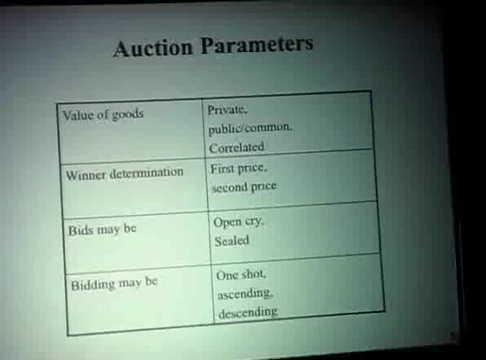 Auction Parameters
Value of goods
Private,
public/common,
Correlated
Winner determination
First price,
second price
Bids may be
Open cry,
Sealed
Bidding may be
One shot,
ascending,
descending